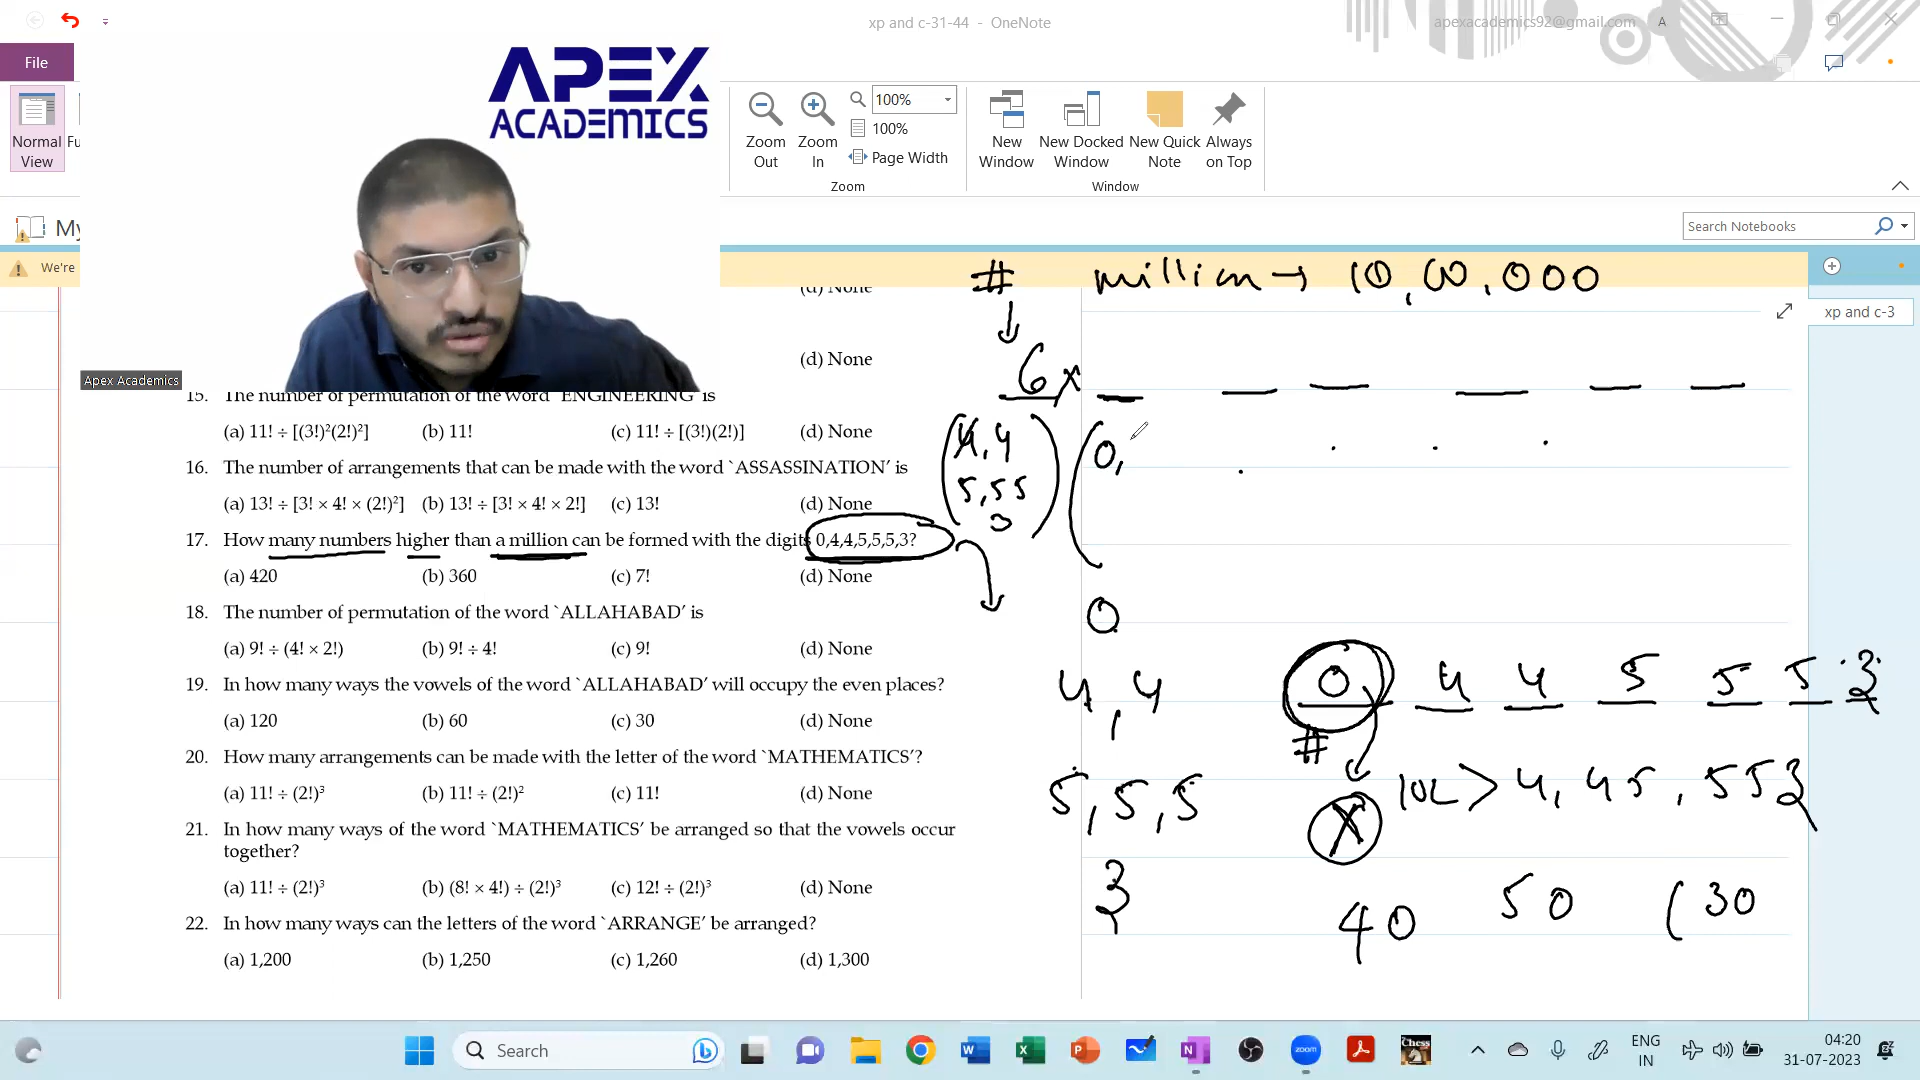 xp and c-31-44 - OneNote
apexacademics92@gmail.com A
File
APEX
ACADEMICS
Normal
View
Fu
Zoom
Out
Zoom
In
100%
100%
Page Width
Zoom
New
Window
New Docked
Window
New Quick
Note
Always
on Top
Window
My
Search Notebooks
We're
xp and c-3
Apex Academics
(d) None
(d) None
15. The number of permutation of the word `ENGINEERING' is
(a) 11! ÷ [(3!)²(2!)²] (b) 11! (c) 11! ÷ [(3!)(2!)] (d) None
16. The number of arrangements that can be made with the word `ASSASSINATION' is
(a) 13! ÷ [3! × 4! × (2!)²] (b) 13! ÷ [3! × 4! × 2!] (c) 13! (d) None
17. How many numbers higher than a million can be formed with the digits 0,4,4,5,5,5,3?
(a) 420 (b) 360 (c) 7! (d) None
18. The number of permutation of the word `ALLAHABAD' is
(a) 9! ÷ (4! × 2!) (b) 9! ÷ 4! (c) 9! (d) None
19. In how many ways the vowels of the word `ALLAHABAD' will occupy the even places?
(a) 120 (b) 60 (c) 30 (d) None
20. How many arrangements can be made with the letter of the word `MATHEMATICS'?
(a) 11! ÷ (2!)³ (b) 11! ÷ (2!)² (c) 11! (d) None
21. In how many ways of the word `MATHEMATICS' be arranged so that the vowels occur
together?
(a) 11! ÷ (2!)³ (b) (8! × 4!) ÷ (2!)³ (c) 12! ÷ (2!)³ (d) None
22. In how many ways can the letters of the word `ARRANGE' be arranged?
(a) 1,200 (b) 1,250 (c) 1,260 (d) 1,300
# million → 10,00,000
6 ×
(4,4
5,55
0)
(0,
0
4,4
5,5,5
3
0 4 4 5 5 5 3
#
X
10L > 4,45,553
40 50 (30
Search
ENG
IN
04:20
31-07-2023